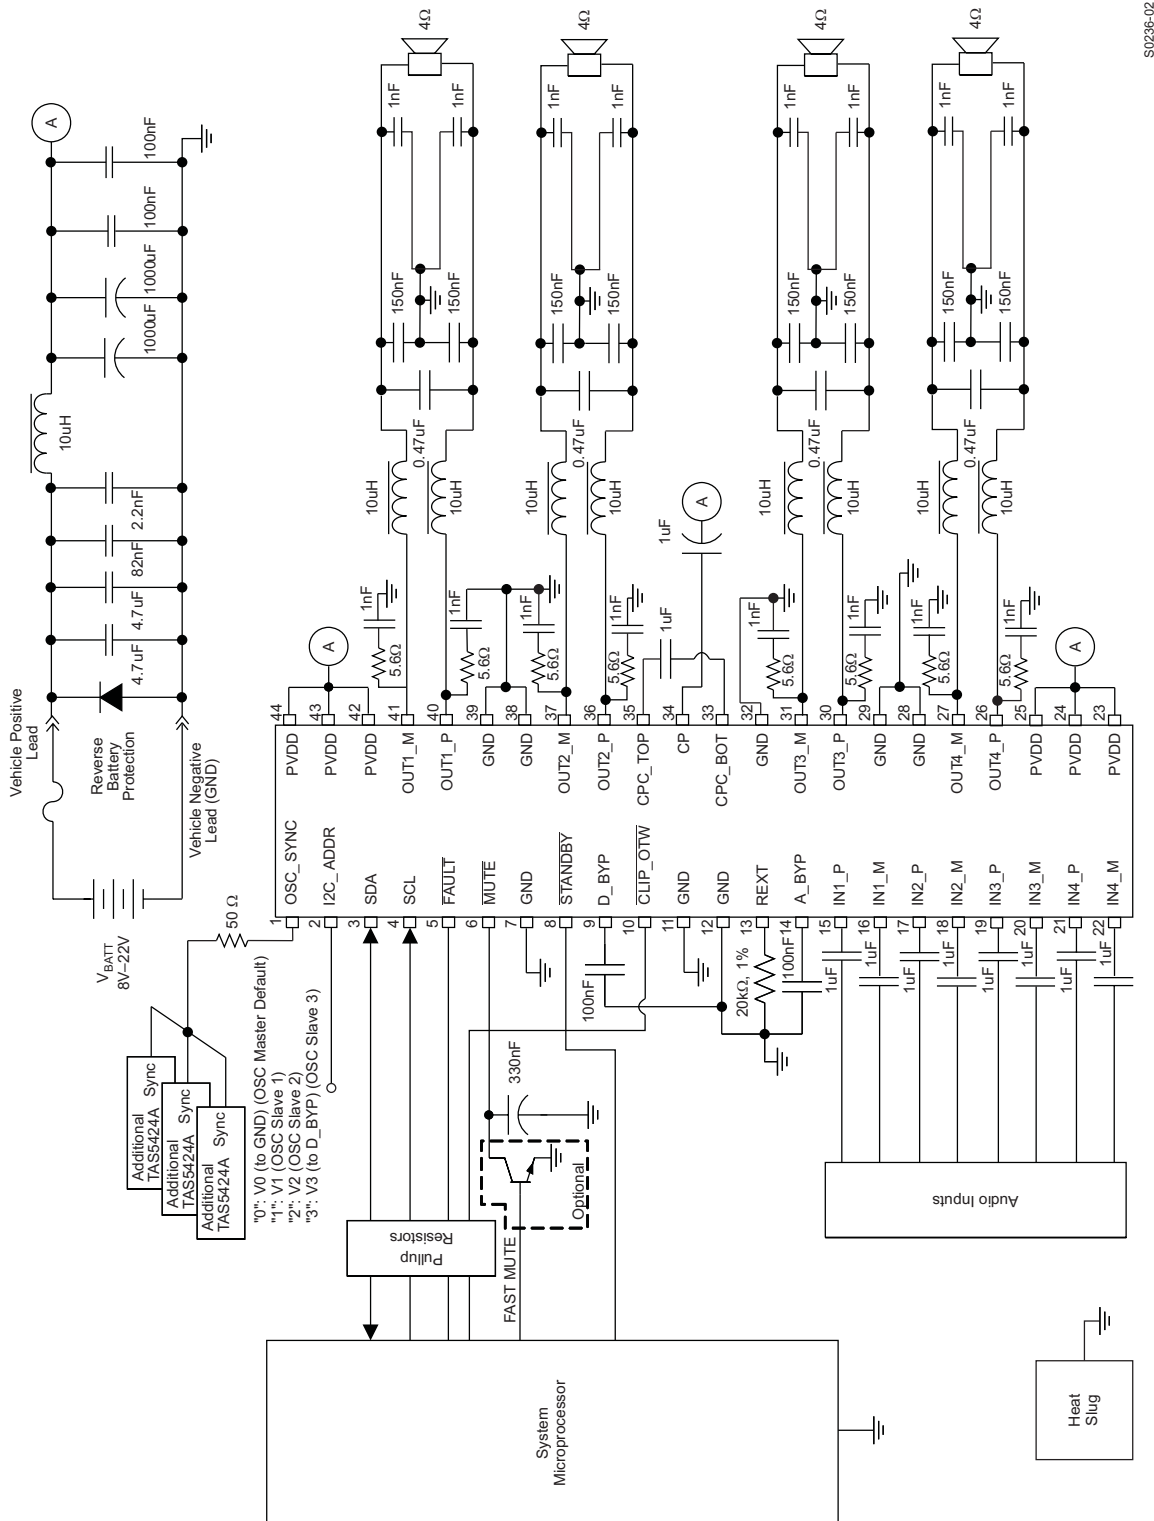 S0236-02
Vehicle Positive
Lead
Reverse
Battery
Protection
Vehicle Negative
Lead (GND)
VBATT
8V–22V
4.7uF
4.7uF
82nF
2.2nF
10uH
1000uF
1000uF
100nF
100nF
A
Additional
TAS5424A
Sync
Additional
TAS5424A
Sync
Additional
TAS5424A
Sync
50 Ω
"0": V0 (to GND) (OSC Master Default)
"1": V1 (OSC Slave 1)
"2": V2 (OSC Slave 2)
"3": V3 (to D_BYP) (OSC Slave 3)
1 OSC_SYNC
2 I2C_ADDR
3 SDA
4 SCL
5 FAULT
6 MUTE
7 GND
8 STANDBY
9 D_BYP
10 CLIP_OTW
11 GND
12 GND
13 REXT
14 A_BYP
15 IN1_P
16 IN1_M
17 IN2_P
18 IN2_M
19 IN3_P
20 IN3_M
21 IN4_P
22 IN4_M
44 PVDD
43 PVDD
42 PVDD
41 OUT1_M
40 OUT1_P
39 GND
38 GND
37 OUT2_M
36 OUT2_P
35 CPC_TOP
34 CP
33 CPC_BOT
32 GND
31 OUT3_M
30 OUT3_P
29 GND
28 GND
27 OUT4_M
26 OUT4_P
25 PVDD
24 PVDD
23 PVDD
A
5.6Ω
1nF
5.6Ω
1nF
5.6Ω
1nF
5.6Ω
1nF
1uF
1uF
A
5.6Ω
1nF
5.6Ω
1nF
5.6Ω
1nF
5.6Ω
1nF
A
10uH
10uH
0.47uF
150nF
150nF
1nF
1nF
4Ω
10uH
10uH
0.47uF
150nF
150nF
1nF
1nF
4Ω
10uH
10uH
0.47uF
150nF
150nF
1nF
1nF
4Ω
10uH
10uH
0.47uF
150nF
150nF
1nF
1nF
4Ω
Pullup
Resistors
FAST MUTE
Optional
330nF
100nF
20kΩ, 1%
100nF
1uF
1uF
1uF
1uF
1uF
1uF
1uF
1uF
Audio Inputs
System
Microprocessor
Heat
Slug